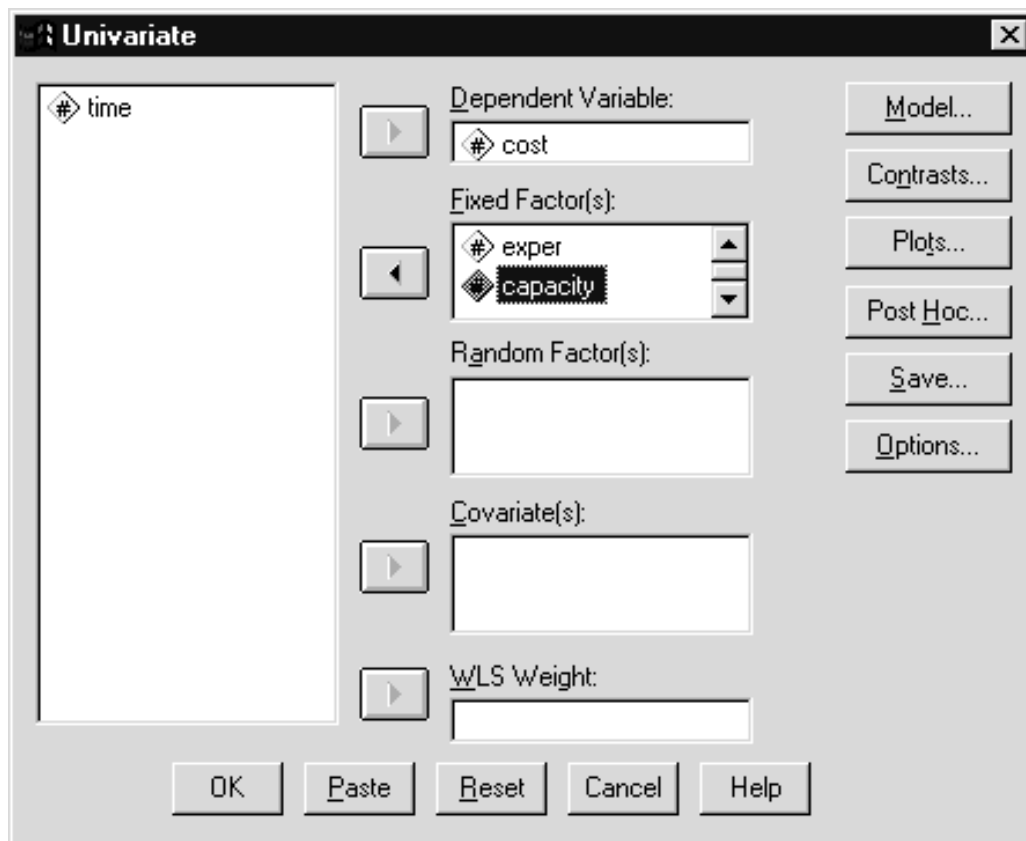 Univariate
# time
Dependent Variable:
# cost
Fixed Factor(s):
# exper
# capacity
Random Factor(s):
Covariate(s):
WLS Weight:
Model...
Contrasts...
Plots...
Post Hoc...
Save...
Options...
OK
Paste
Reset
Cancel
Help